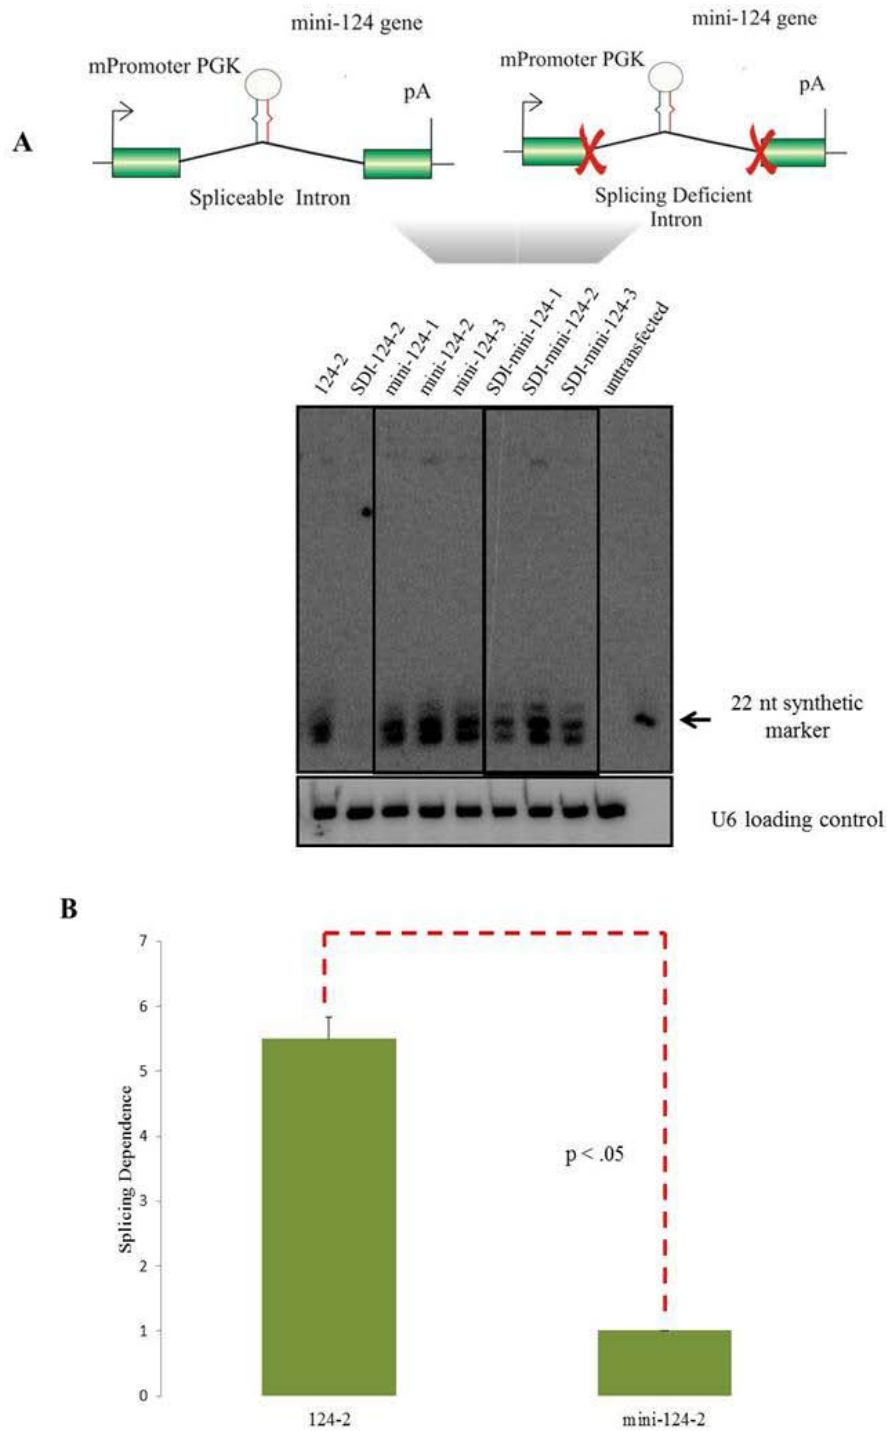 mini-124 gene
mPromoter PGK
pA
Spliceable Intron
mini-124 gene
mPromoter PGK
pA
Splicing Deficient
Intron
A
124-2
SDI-124-2
mini-124-1
mini-124-2
mini-124-3
SDI-mini-124-1
SDI-mini-124-2
SDI-mini-124-3
unttransfected
22 nt synthetic
marker
U6 loading control
B
Splicing Dependence
7
6
5
4
3
2
1
0
p < .05
124-2
mini-124-2